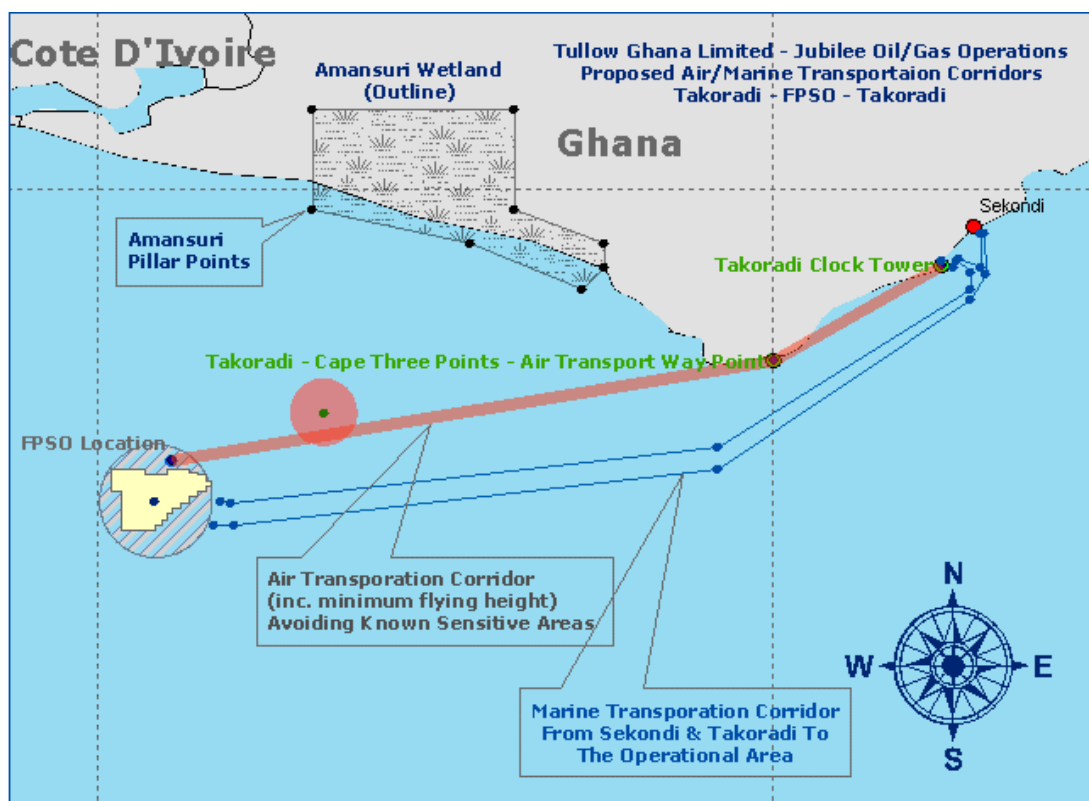 Cote D'Ivoire
Amansuri Wetland
(Outline)
Tullow Ghana Limited - Jubilee Oil/Gas Operations
Proposed Air/Marine Transportaion Corridors
Takoradi - FPSO - Takoradi
Ghana
Sekondi
Amansuri
Pillar Points
Takoradi Clock Tower
Takoradi - Cape Three Points - Air Transport Way Point
FPSO Location
Air Transporation Corridor
(inc. minimum flying height)
Avoiding Known Sensitive Areas
Marine Transporation Corridor
From Sekondi & Takoradi To
The Operational Area
N
W
E
S